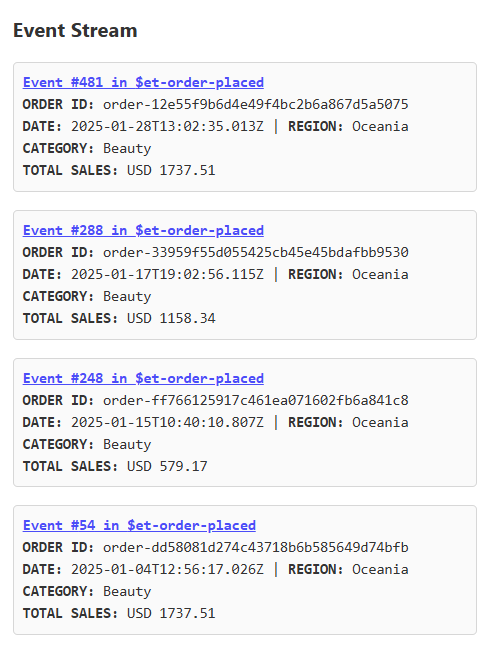 Event Stream
Event #481 in $et-order-placed
ORDER ID: order-12e55f9b6d4e49f4bc2b6a867d5a5075
DATE: 2025-01-28T13:02:35.013Z | REGION: Oceania
CATEGORY: Beauty
TOTAL SALES: USD 1737.51
Event #288 in $et-order-placed
ORDER ID: order-33959f55d055425cb45e45bdafbb9530
DATE: 2025-01-17T19:02:56.115Z | REGION: Oceania
CATEGORY: Beauty
TOTAL SALES: USD 1158.34
Event #248 in $et-order-placed
ORDER ID: order-ff766125917c461ea071602fb6a841c8
DATE: 2025-01-15T10:40:10.807Z | REGION: Oceania
CATEGORY: Beauty
TOTAL SALES: USD 579.17
Event #54 in $et-order-placed
ORDER ID: order-dd58081d274c43718b6b585649d74bfb
DATE: 2025-01-04T12:56:17.026Z | REGION: Oceania
CATEGORY: Beauty
TOTAL SALES: USD 1737.51